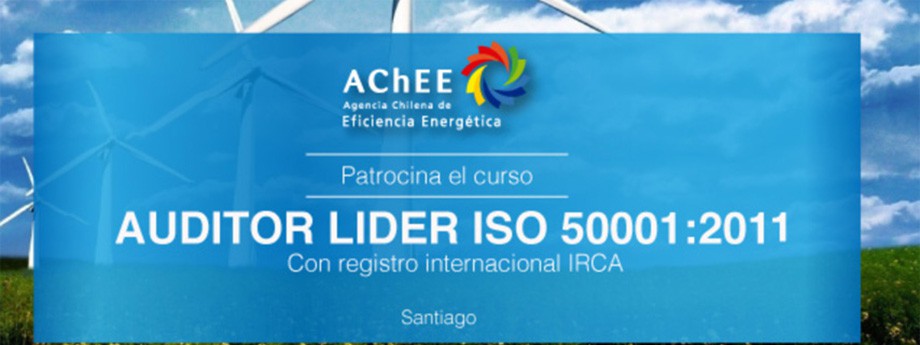 AChEE
Agencia Chilena de
Eficiencia Energética
Patrocina el curso
AUDITOR LIDER ISO 50001:2011
Con registro internacional IRCA
Santiago